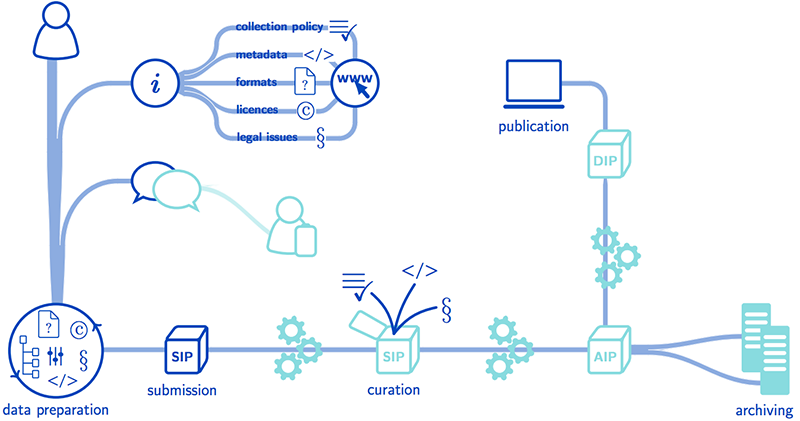 collection policy
metadata </>
i
www
formats ?
licences ©
legal issues §
publication
DIP
</>
§
? ©
§
</>
SIP
SIP
AIP
submission
curation
data preparation
archiving